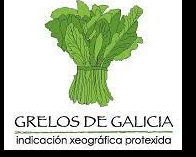 GRELOS DE GALICIA
indicación xeográfica protexida